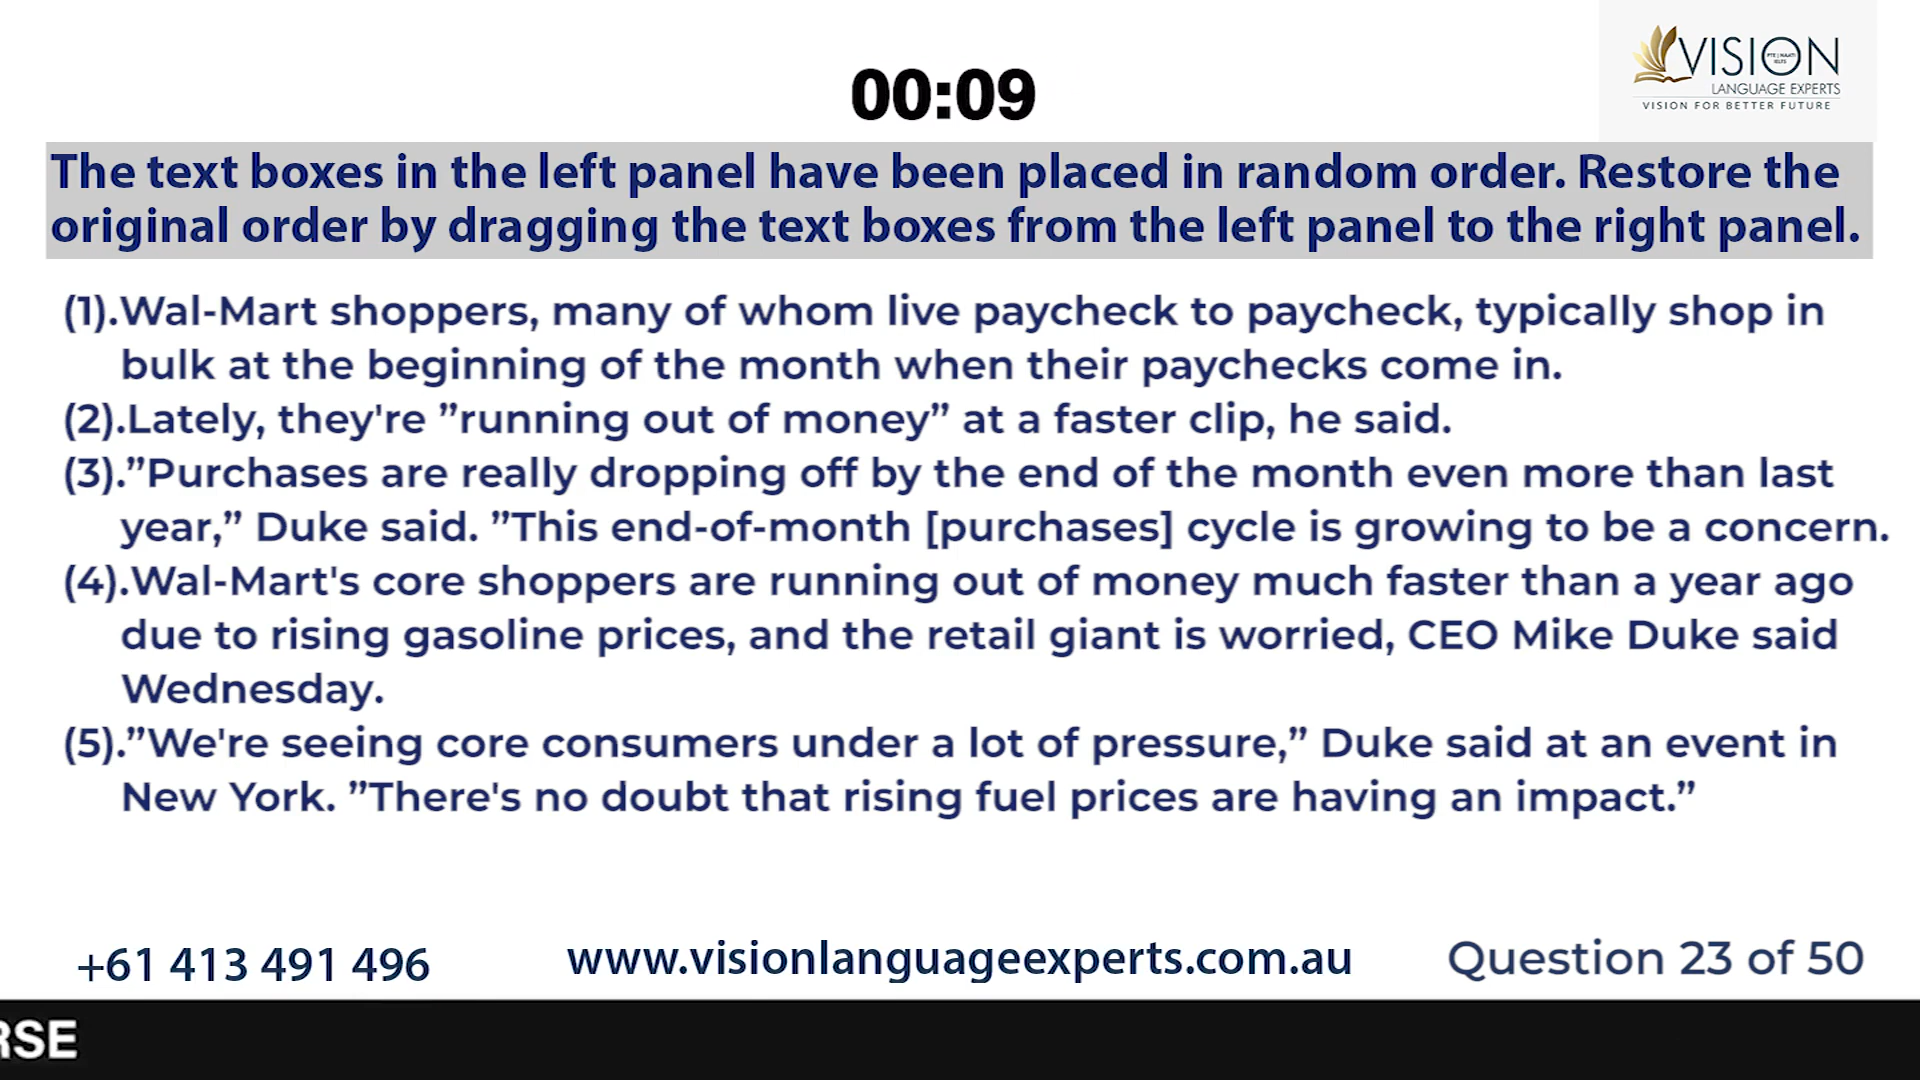 VISION
PTE | NAATI
IELTS
LANGUAGE EXPERTS
VISION FOR BETTER FUTURE
00:09
The text boxes in the left panel have been placed in random order. Restore the
original order by dragging the text boxes from the left panel to the right panel.
(1).Wal-Mart shoppers, many of whom live paycheck to paycheck, typically shop in
bulk at the beginning of the month when their paychecks come in.
(2).Lately, they're ”running out of money” at a faster clip, he said.
(3).”Purchases are really dropping off by the end of the month even more than last
year,” Duke said. ”This end-of-month [purchases] cycle is growing to be a concern.
(4).Wal-Mart's core shoppers are running out of money much faster than a year ago
due to rising gasoline prices, and the retail giant is worried, CEO Mike Duke said
Wednesday.
(5).”We're seeing core consumers under a lot of pressure,” Duke said at an event in
New York. ”There's no doubt that rising fuel prices are having an impact.”
+61 413 491 496
www.visionlanguageexperts.com.au
Question 23 of 50
RSE